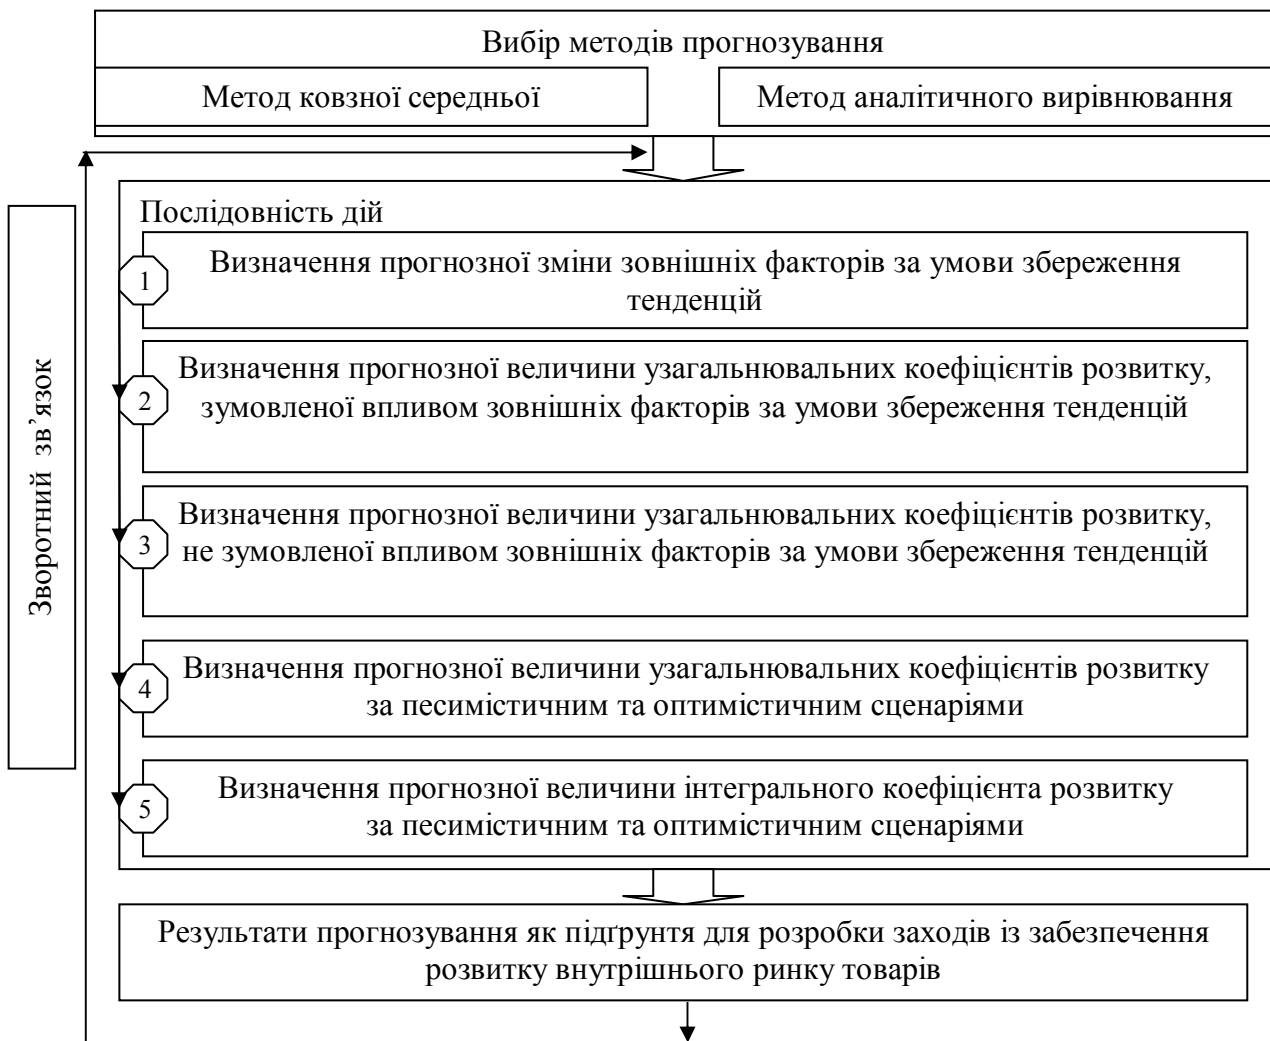 Вибір методів прогнозування
Метод ковзної середньої
Метод аналітичного вирівнювання
Зворотний зв’язок
Послідовність дій
1
Визначення прогнозної зміни зовнішніх факторів за умови збереження
тенденцій
2
Визначення прогнозної величини узагальнювальних коефіцієнтів розвитку,
зумовленої впливом зовнішніх факторів за умови збереження тенденцій
3
Визначення прогнозної величини узагальнювальних коефіцієнтів розвитку,
не зумовленої впливом зовнішніх факторів за умови збереження тенденцій
4
Визначення прогнозної величини узагальнювальних коефіцієнтів розвитку
за песимістичним та оптимістичним сценаріями
5
Визначення прогнозної величини інтегрального коефіцієнта розвитку
за песимістичним та оптимістичним сценаріями
Результати прогнозування як підґрунтя для розробки заходів із забезпечення
розвитку внутрішнього ринку товарів